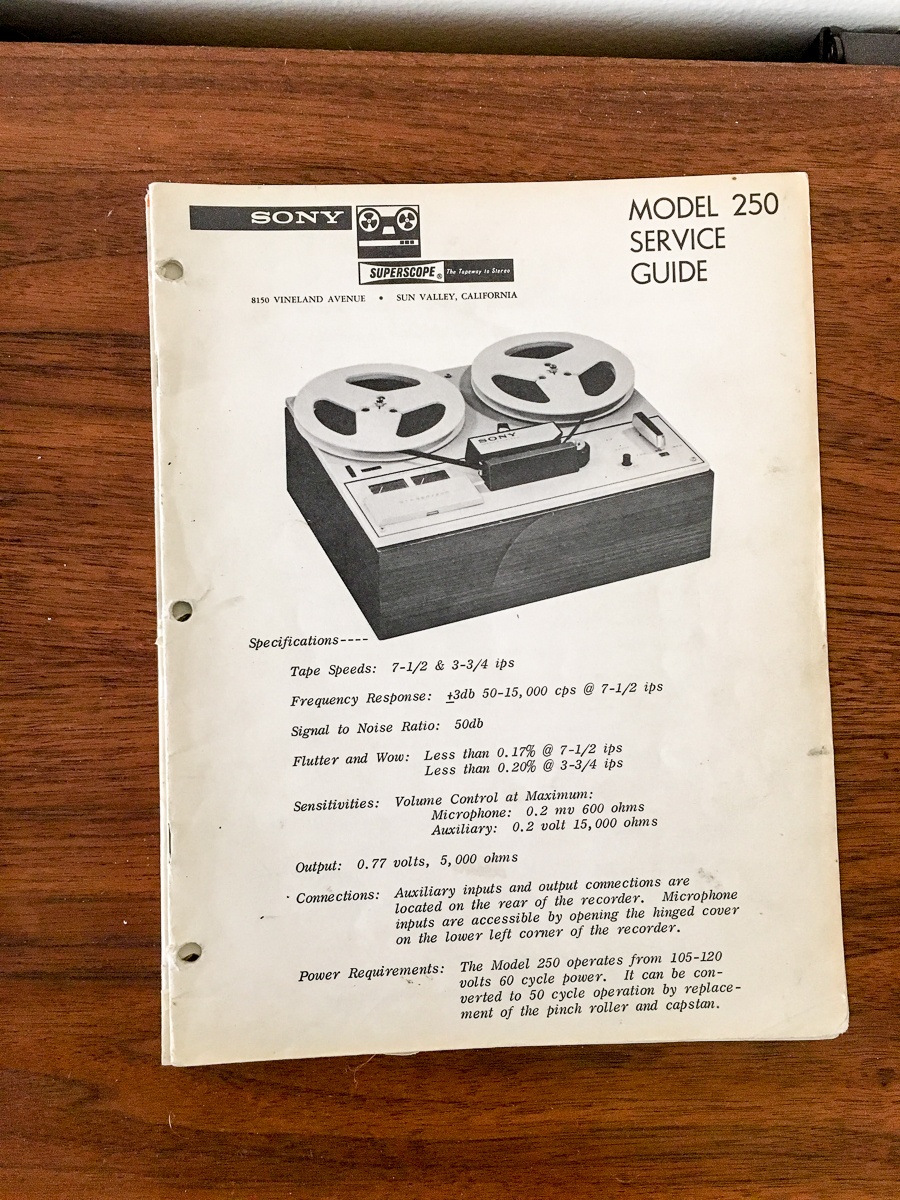 SONY
SUPERSCOPE® The Tapeway to Stereo
8150 VINELAND AVENUE • SUN VALLEY, CALIFORNIA
MODEL 250
SERVICE
GUIDE
SONY
Specifications----
Tape Speeds: 7-1/2 & 3-3/4 ips
Frequency Response: ±3db 50-15,000 cps @ 7-1/2 ips
Signal to Noise Ratio: 50db
Flutter and Wow: Less than 0.17% @ 7-1/2 ips
Less than 0.20% @ 3-3/4 ips
Sensitivities: Volume Control at Maximum:
Microphone: 0.2 mv 600 ohms
Auxiliary: 0.2 volt 15,000 ohms
Output: 0.77 volts, 5,000 ohms
Connections: Auxiliary inputs and output connections are
located on the rear of the recorder. Microphone
inputs are accessible by opening the hinged cover
on the lower left corner of the recorder.
Power Requirements: The Model 250 operates from 105-120
volts 60 cycle power. It can be con-
verted to 50 cycle operation by replace-
ment of the pinch roller and capstan.